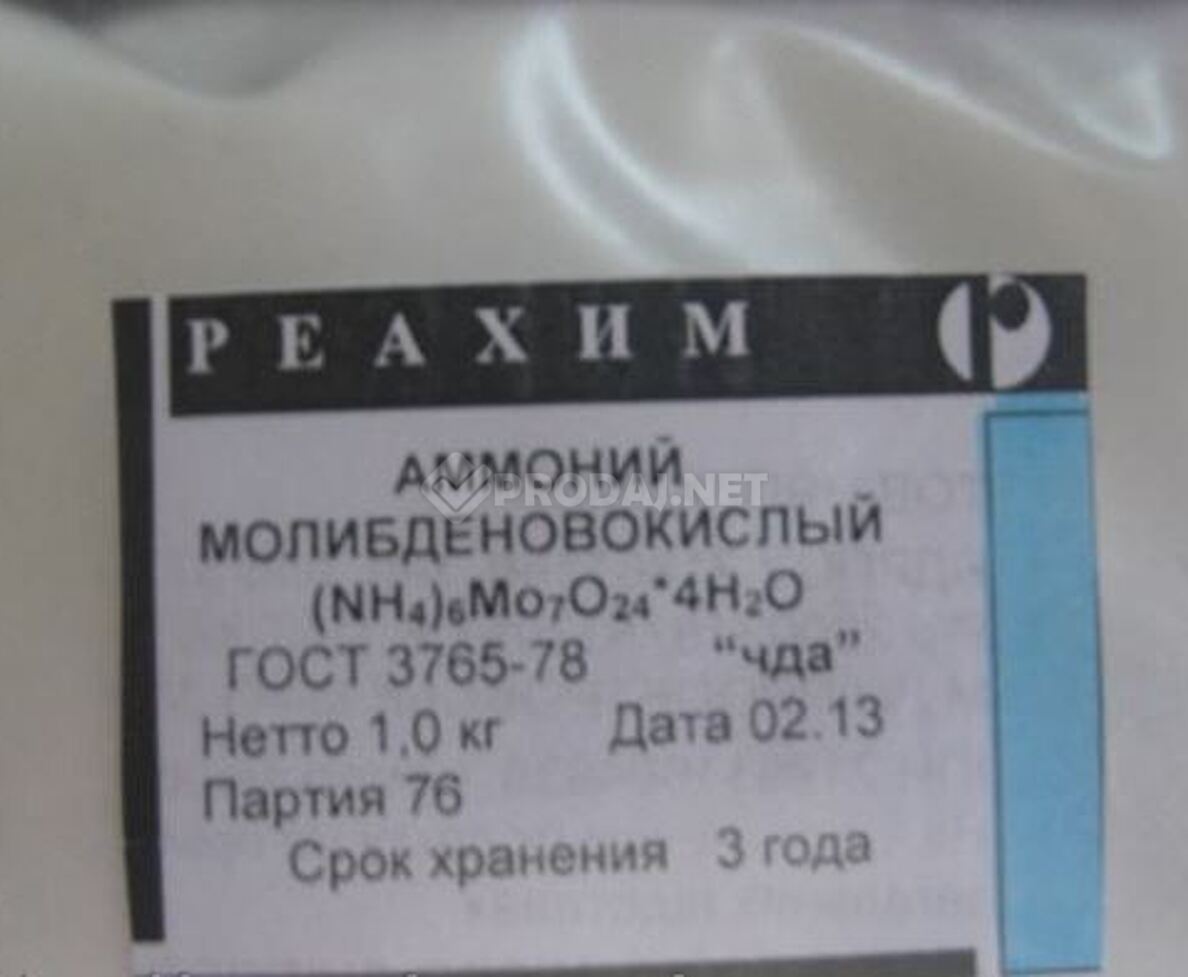 РЕАХИМ
АММОНИЙ
PRODAJ.NET
МОЛИБДЕНОВОКИСЛЫЙ
(NH₄)₆Mo₇O₂₄*4H₂O
ГОСТ 3765-78 “чда”
Нетто 1,0 кг Дата 02.13
Партия 76
Срок хранения 3 года